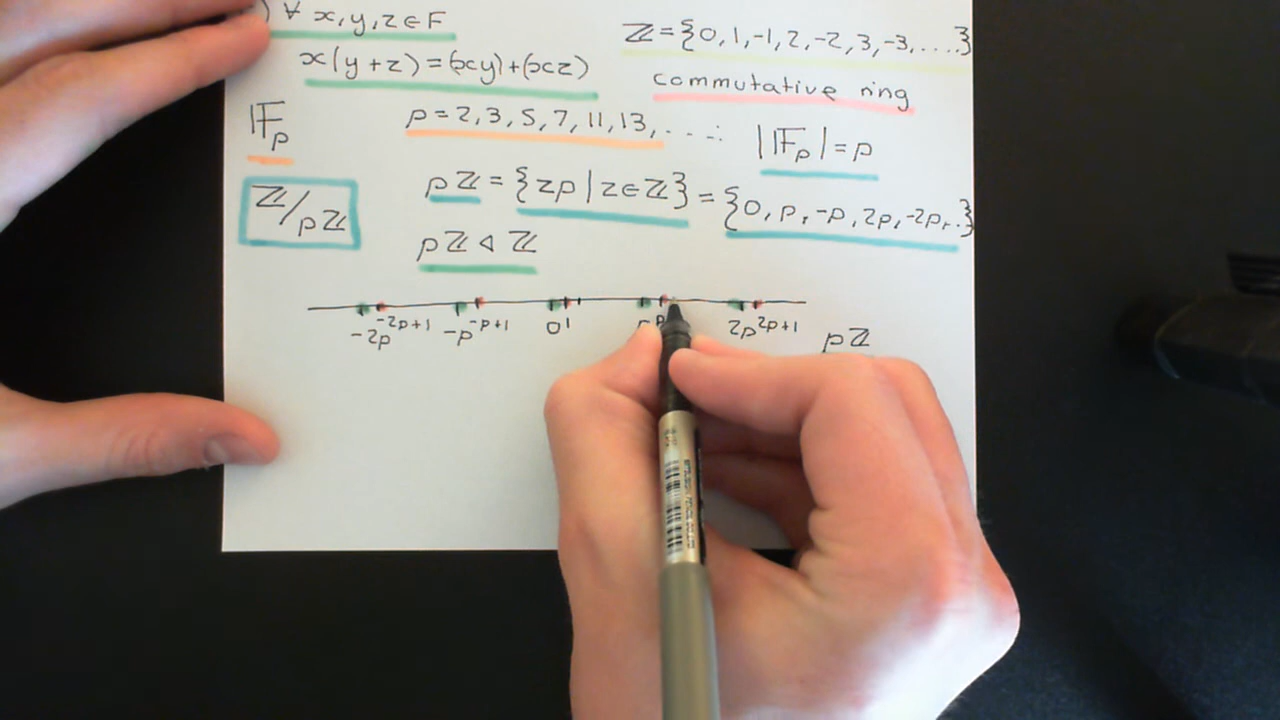 ) ∀ x,y,z∈F
x(y+z)=(xy)+(xz)
ℤ={0,1,-1,2,-2,3,-3,....}
commutative ring
𝔽p p=2,3,5,7,11,13,...
|𝔽p|=p
ℤ/pℤ
pℤ={zp|z∈ℤ}={0,p,-p,2p,-2p,..}
pℤ◁ℤ
-2p -2p+1 -p -p+1 0 1 2p 2p+1 pℤ